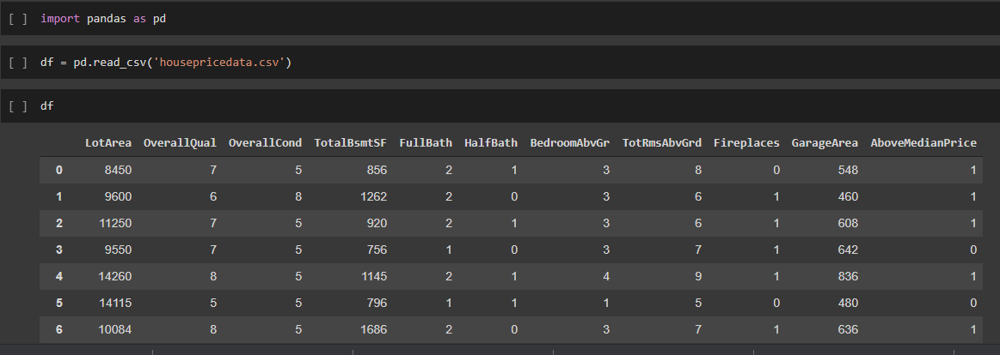 [ ] import pandas as pd
[ ] df = pd.read_csv('housepricedata.csv')
[ ] df
LotArea OverallQual OverallCond TotalBsmtSF FullBath HalfBath BedroomAbvGr TotRmsAbvGrd Fireplaces GarageArea AboveMedianPrice
0 8450 7 5 856 2 1 3 8 0 548 1
1 9600 6 8 1262 2 0 3 6 1 460 1
2 11250 7 5 920 2 1 3 6 1 608 1
3 9550 7 5 756 1 0 3 7 1 642 0
4 14260 8 5 1145 2 1 4 9 1 836 1
5 14115 5 5 796 1 1 1 5 0 480 0
6 10084 8 5 1686 2 0 3 7 1 636 1